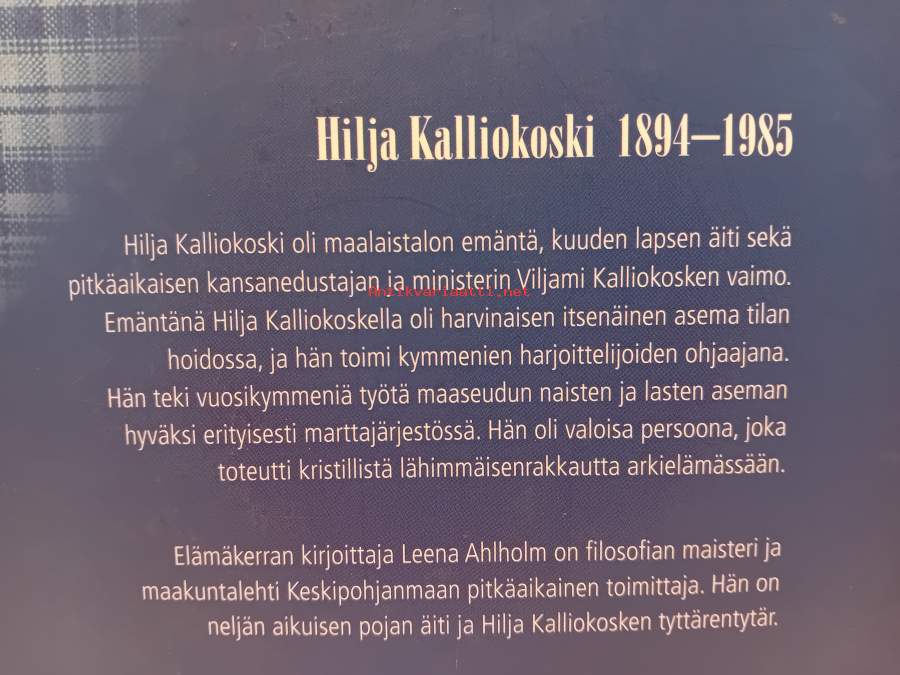 Hilja Kalliokoski 1894–1985
Hilja Kalliokoski oli maalaistalon emäntä, kuuden lapsen äiti sekä
pitkäaikaisen kansanedustajan ja ministerin Viljami Kalliokosken vaimo.
Antikvariaatti.net
Emäntänä Hilja Kalliokoskella oli harvinaisen itsenäinen asema tilan
hoidossa, ja hän toimi kymmenien harjoittelijoiden ohjaajana.
Hän teki vuosikymmeniä työtä maaseudun naisten ja lasten aseman
hyväksi erityisesti marttajärjestössä. Hän oli valoisa persoona, joka
toteutti kristillistä lähimmäisenrakkautta arkielämässään.
Elämäkerran kirjoittaja Leena Ahlholm on filosofian maisteri ja
maakuntalehti Keskipohjanmaan pitkäaikainen toimittaja. Hän on
neljän aikuisen pojan äiti ja Hilja Kalliokosken tyttärentytär.